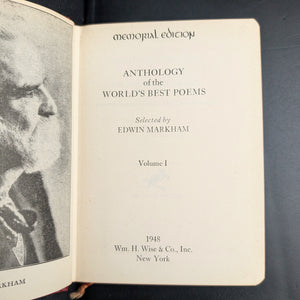 memorial edition
ANTHOLOGY
of the
WORLD'S BEST POEMS
Selected by
EDWIN MARKHAM
Volume I
1948
Wm. H. Wise & Co., Inc.
New York
RKHAM